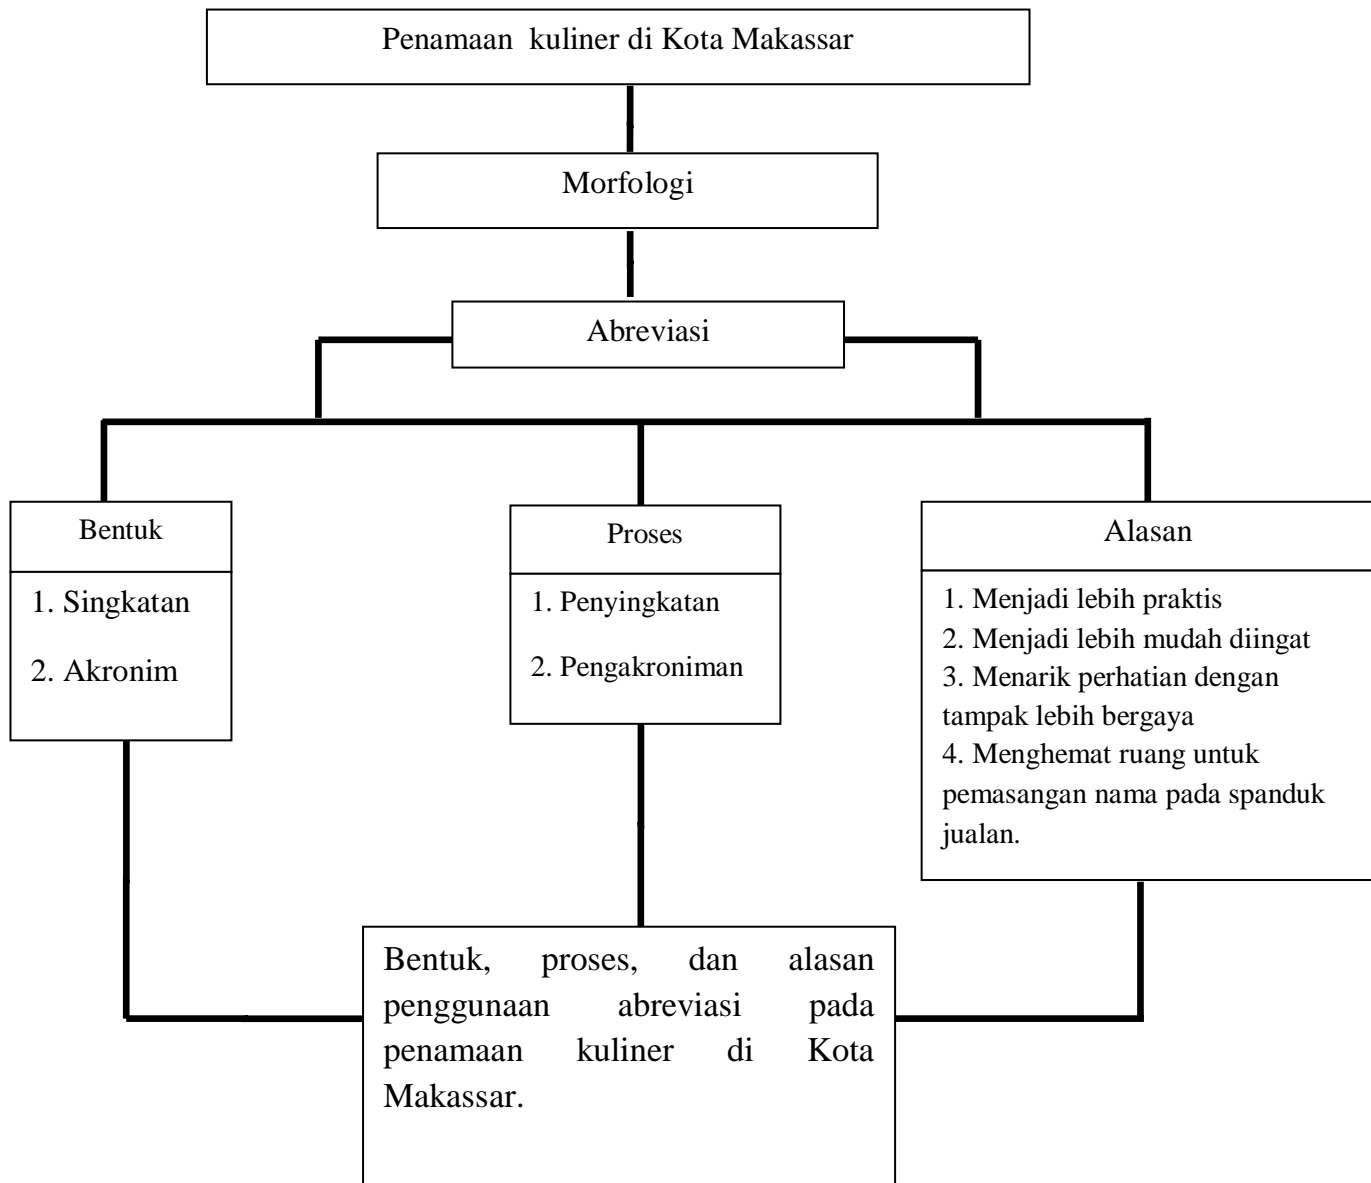 Penamaan kuliner di Kota Makassar
Morfologi
Abreviasi
Bentuk
1. Singkatan
2. Akronim
Proses
1. Penyingkatan
2. Pengakroniman
Alasan
1. Menjadi lebih praktis
2. Menjadi lebih mudah diingat
3. Menarik perhatian dengan
tampak lebih bergaya
4. Menghemat ruang untuk
pemasangan nama pada spanduk
jualan.
Bentuk, proses, dan alasan
penggunaan abreviasi pada
penamaan kuliner di Kota
Makassar.